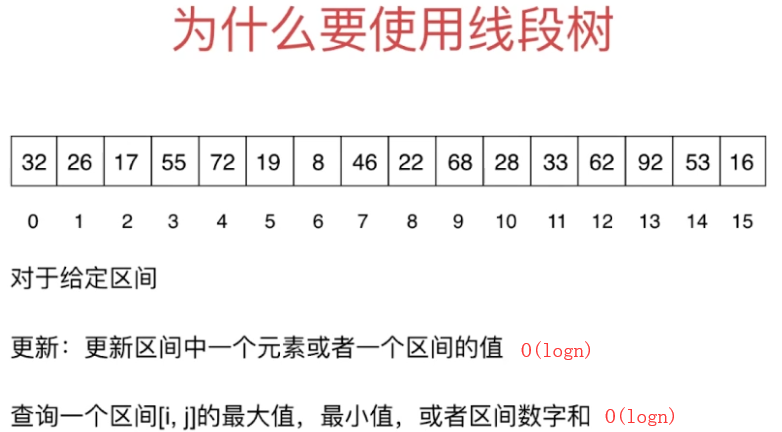 为什么要使用线段树
32 26 17 55 72 19 8 46 22 68 28 33 62 92 53 16
0 1 2 3 4 5 6 7 8 9 10 11 12 13 14 15
对于给定区间
更新：更新区间中一个元素或者一个区间的值 O(logn)
查询一个区间[i, j]的最大值，最小值，或者区间数字和 O(logn)